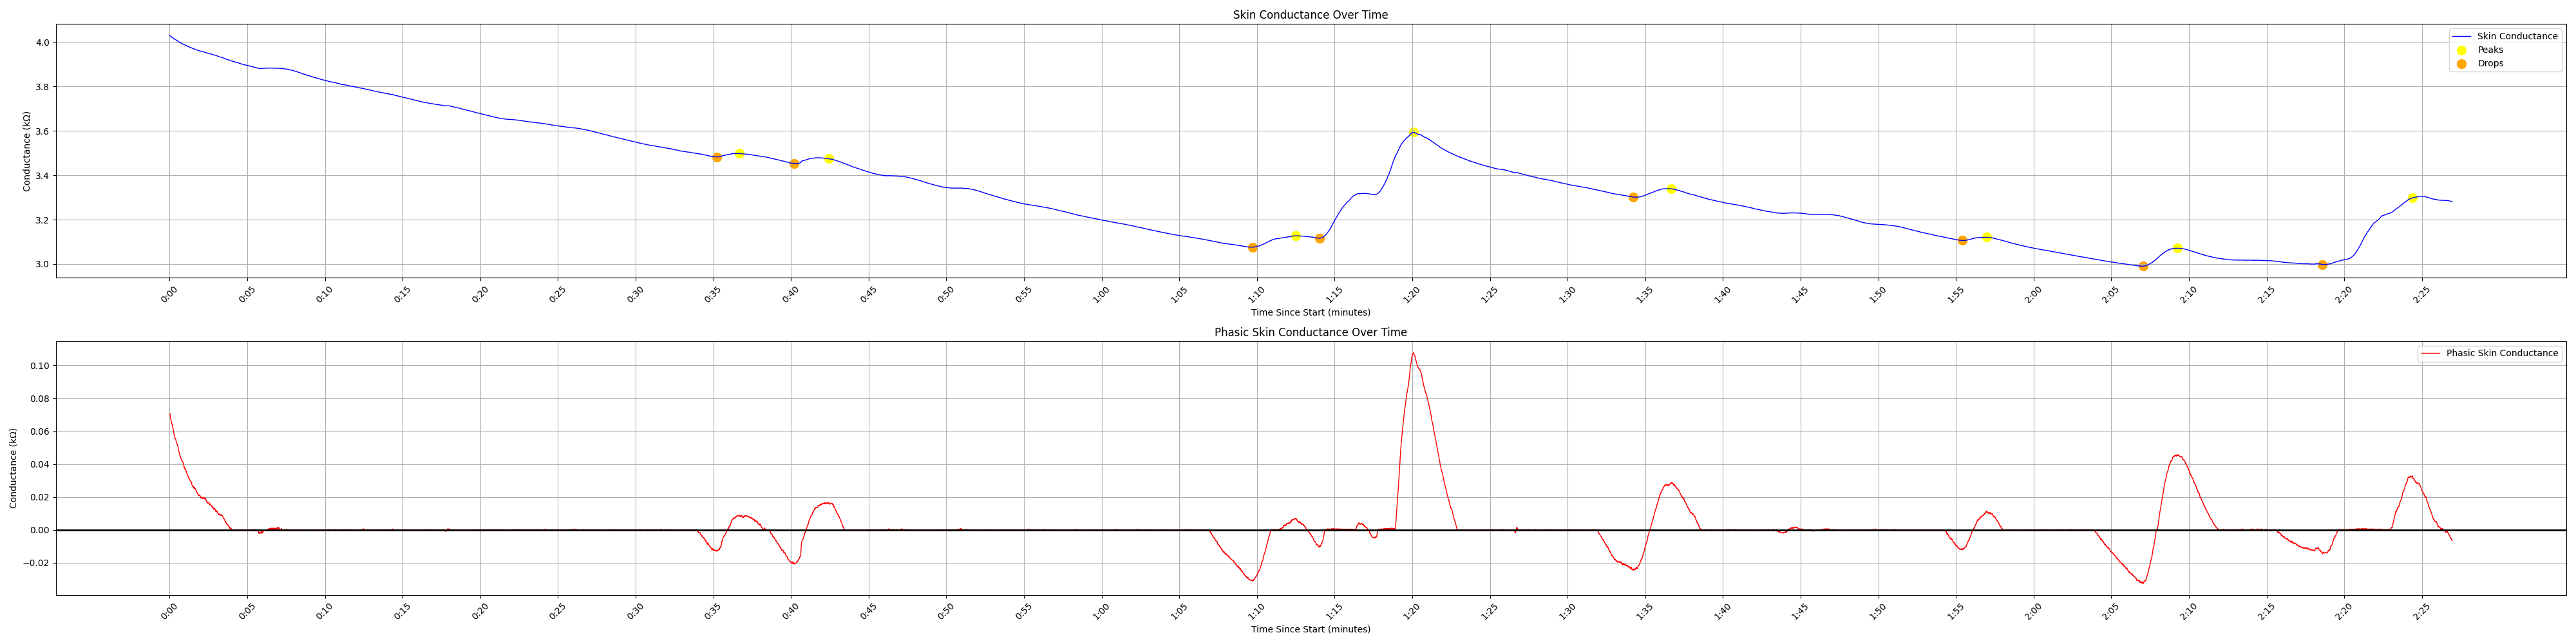 Skin Conductance Over Time
Conductance (kΩ)
4.0
3.8
3.6
3.4
3.2
3.0
Skin Conductance
Peaks
Drops
0:00 0:05 0:10 0:15 0:20 0:25 0:30 0:35 0:40 0:45 0:50 0:55 1:00 1:05 1:10 1:15 1:20 1:25 1:30 1:35 1:40 1:45 1:50 1:55 2:00 2:05 2:10 2:15 2:20 2:25
Time Since Start (minutes)
Phasic Skin Conductance Over Time
Conductance (kΩ)
0.10
0.08
0.06
0.04
0.02
0.00
−0.02
Phasic Skin Conductance
0:00 0:05 0:10 0:15 0:20 0:25 0:30 0:35 0:40 0:45 0:50 0:55 1:00 1:05 1:10 1:15 1:20 1:25 1:30 1:35 1:40 1:45 1:50 1:55 2:00 2:05 2:10 2:15 2:20 2:25
Time Since Start (minutes)